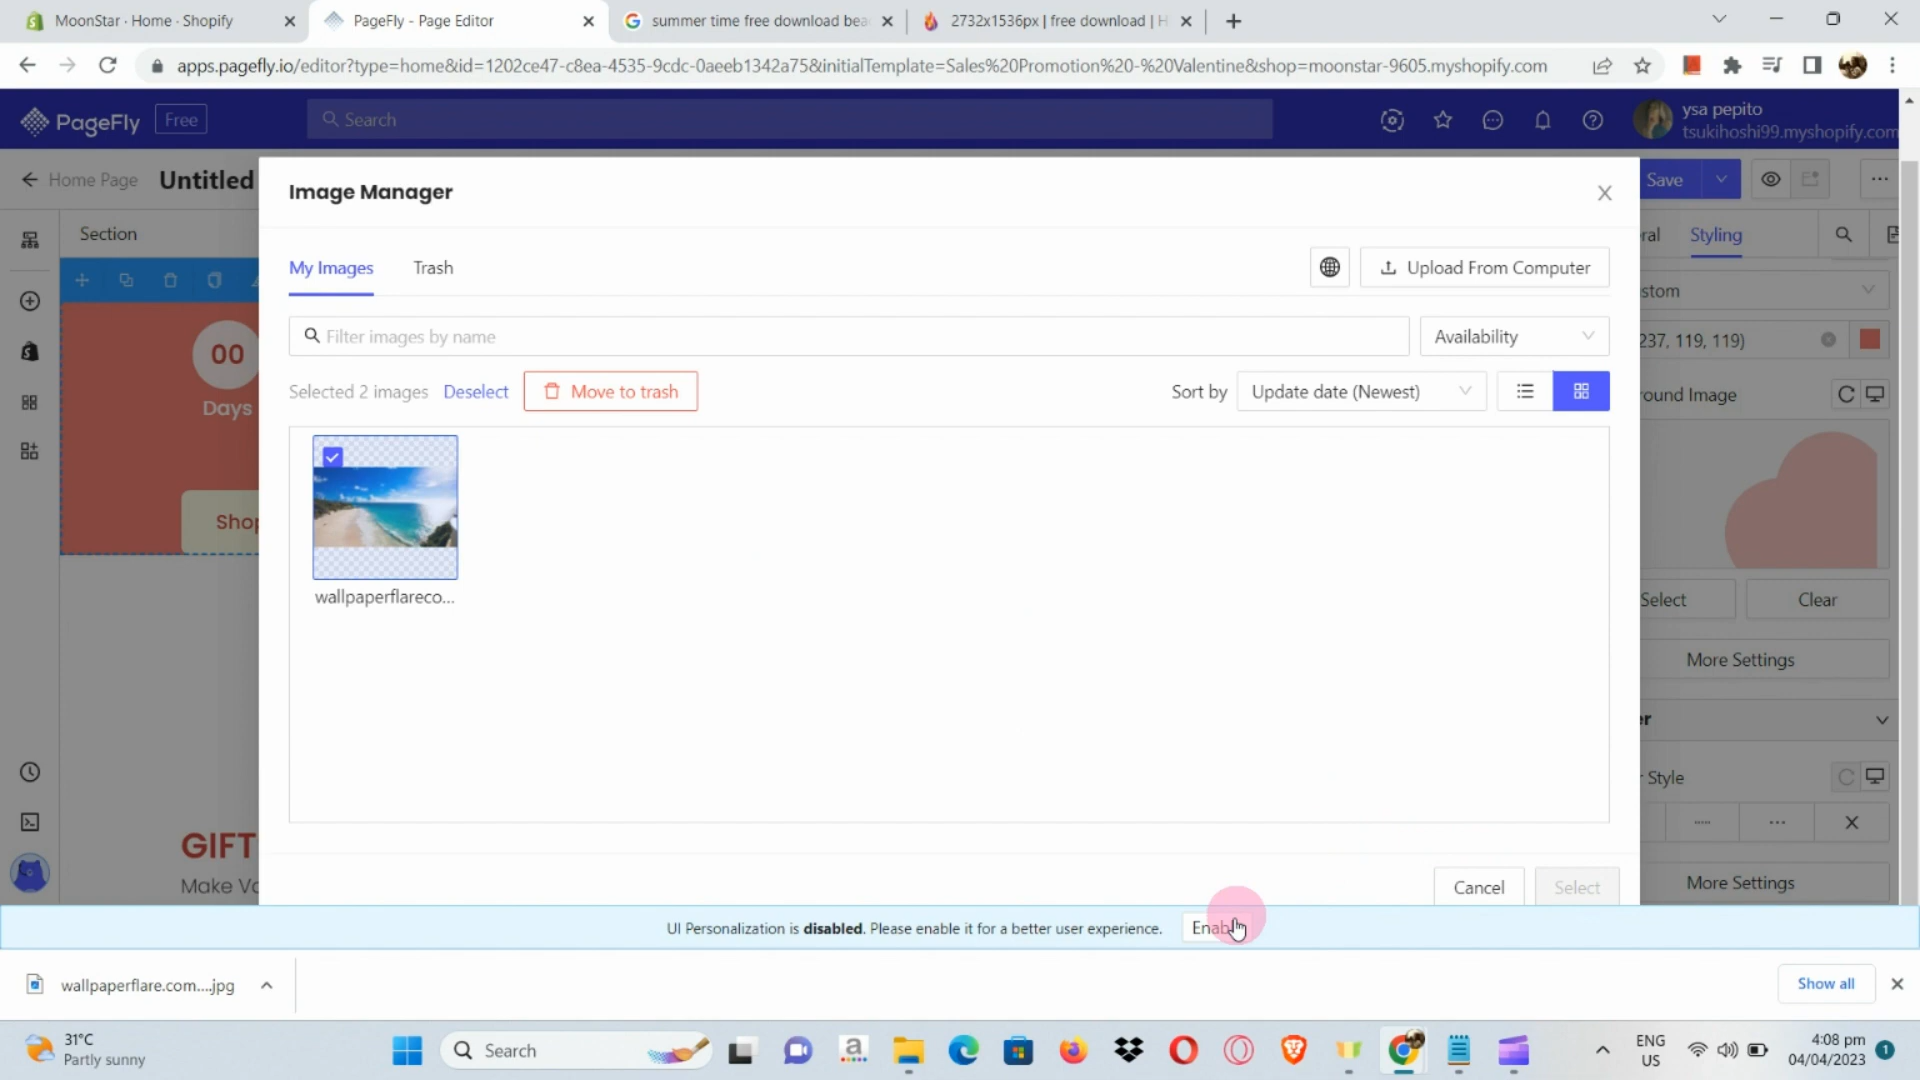 MoonStar · Home · Shopify
PageFly - Page Editor
summer time free download bea
2732x1536px | free download | H
apps.pagefly.io/editor?type=home&id=1202ce47-c8ea-4535-9cdc-0aeeb1342a75&initialTemplate=Sales%20Promotion%20-%20Valentine&shop=moonstar-9605.myshopify.com
PageFly
Free
Search
ysa pepito
tsukihoshi99.myshopify.com
Home Page
Untitled
Save
Image Manager
Section
ral
Styling
My Images
Trash
Upload From Computer
stom
Filter images by name
Availability
237, 119, 119)
00
Days
Selected 2 images
Deselect
Move to trash
Sort by
Update date (Newest)
round Image
Shop
wallpaperflareco...
Select
Clear
More Settings
er
r Style
GIFT
Make Vo
More Settings
Cancel
Select
UI Personalization is disabled. Please enable it for a better user experience.
Enab
wallpaperflare.com....jpg
Show all
31°C
Partly sunny
Search
ENG
US
4:08 pm
04/04/2023
1